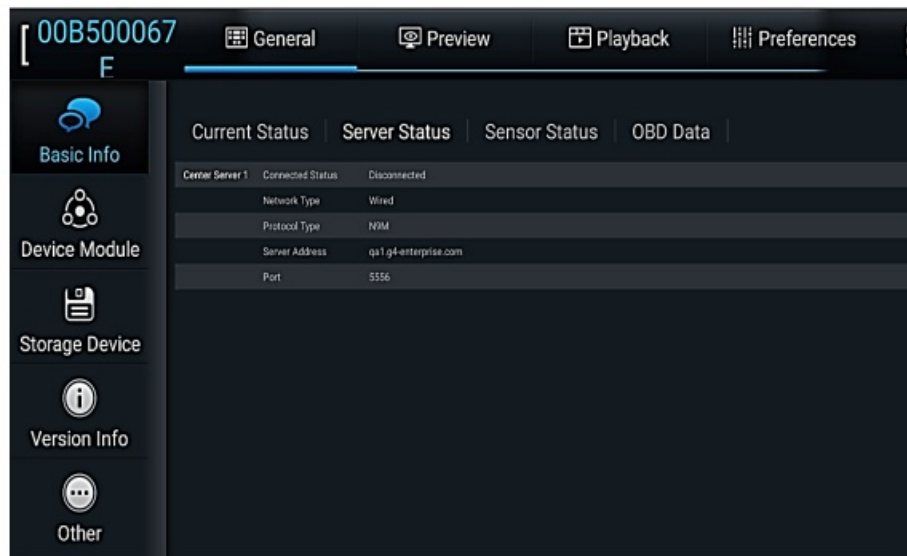 [ 00B500067
E
General
Preview
Playback
Preferences
Basic Info
Device Module
Storage Device
Version Info
Other
Current Status Server Status Sensor Status OBD Data
Center Server 1 Connected Status Disconnected
Network Type Wired
Protocol Type N9M
Server Address qa1.g4-enterprise.com
Port 5556